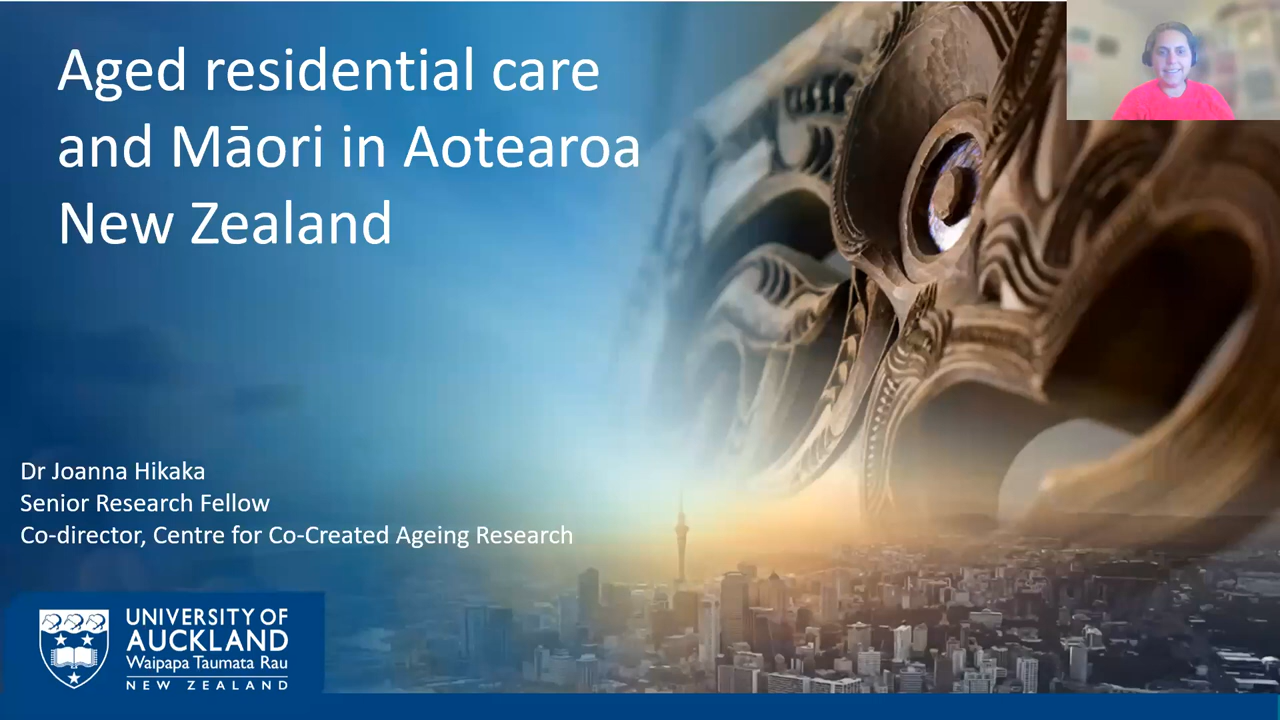 Aged residential care
and Māori in Aotearoa
New Zealand
Dr Joanna Hikaka
Senior Research Fellow
Co-director, Centre for Co-Created Ageing Research
UNIVERSITY OF
AUCKLAND
Waipapa Taumata Rau
NEW ZEALAND